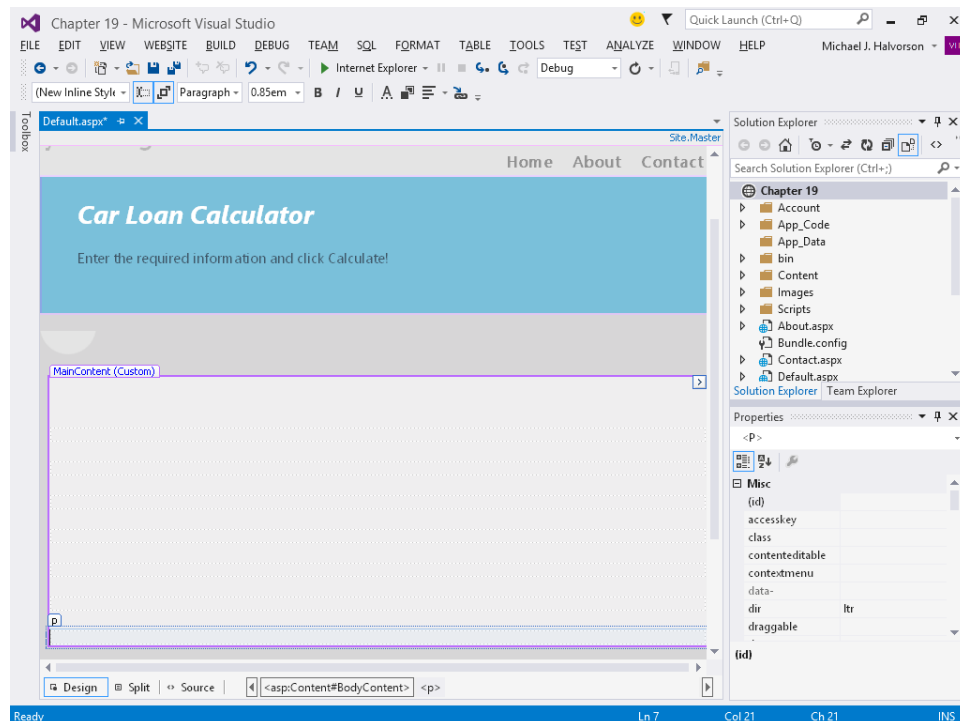 Chapter 19 - Microsoft Visual Studio
Quick Launch (Ctrl+Q)
FILE EDIT VIEW WEBSITE BUILD DEBUG TEAM SQL FORMAT TABLE TOOLS TEST ANALYZE WINDOW HELP Michael J. Halvorson
Internet Explorer Debug
(New Inline Style Paragraph 0.85em B I U A
Toolbox
Default.aspx*
Site.Master
Home About Contact
Car Loan Calculator
Enter the required information and click Calculate!
MainContent (Custom)
p
Design Split Source <asp:Content#BodyContent> <p>
Solution Explorer
Search Solution Explorer (Ctrl+;)
Chapter 19
Account
App_Code
App_Data
bin
Content
Images
Scripts
About.aspx
Bundle.config
Contact.aspx
Default.aspx
Solution Explorer Team Explorer
Properties
<P>
Misc
(id)
accesskey
class
contenteditable
contextmenu
data-
dir ltr
draggable
(id)
Ready Ln 7 Col 21 Ch 21 INS